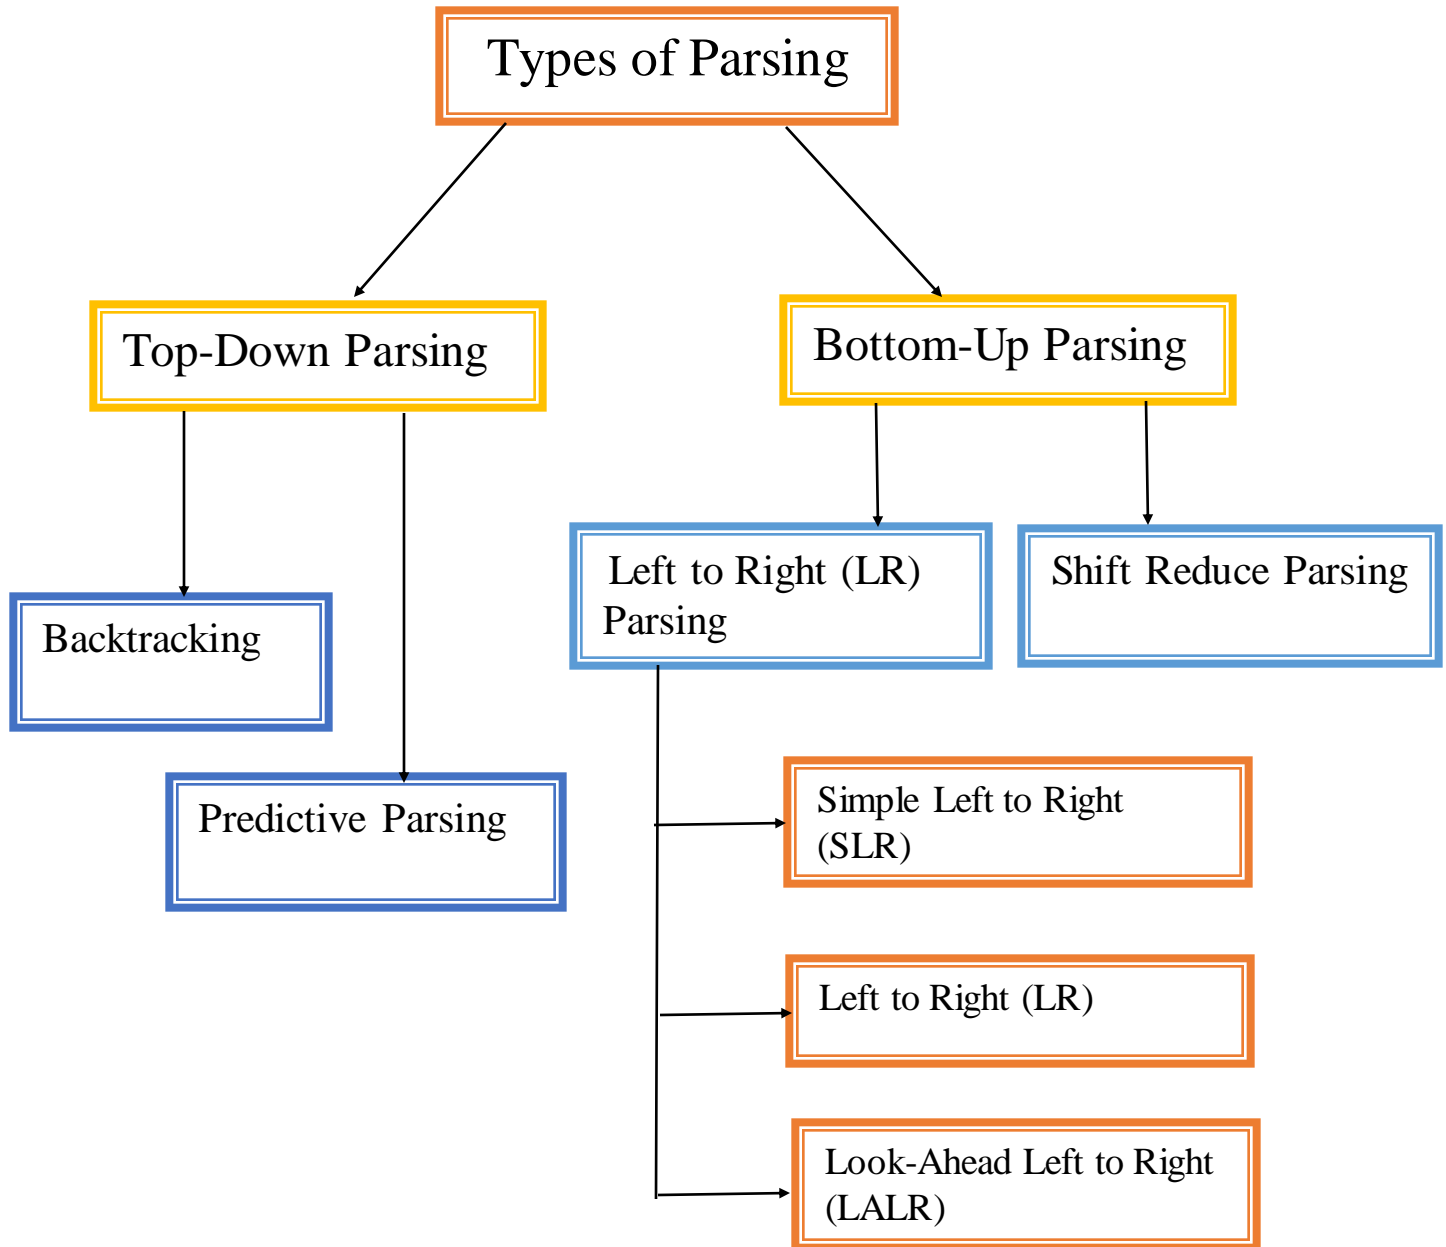 Types of Parsing
Top-Down Parsing
Bottom-Up Parsing
Left to Right (LR)
Parsing
Shift Reduce Parsing
Backtracking
Predictive Parsing
Simple Left to Right
(SLR)
Left to Right (LR)
Look-Ahead Left to Right
(LALR)